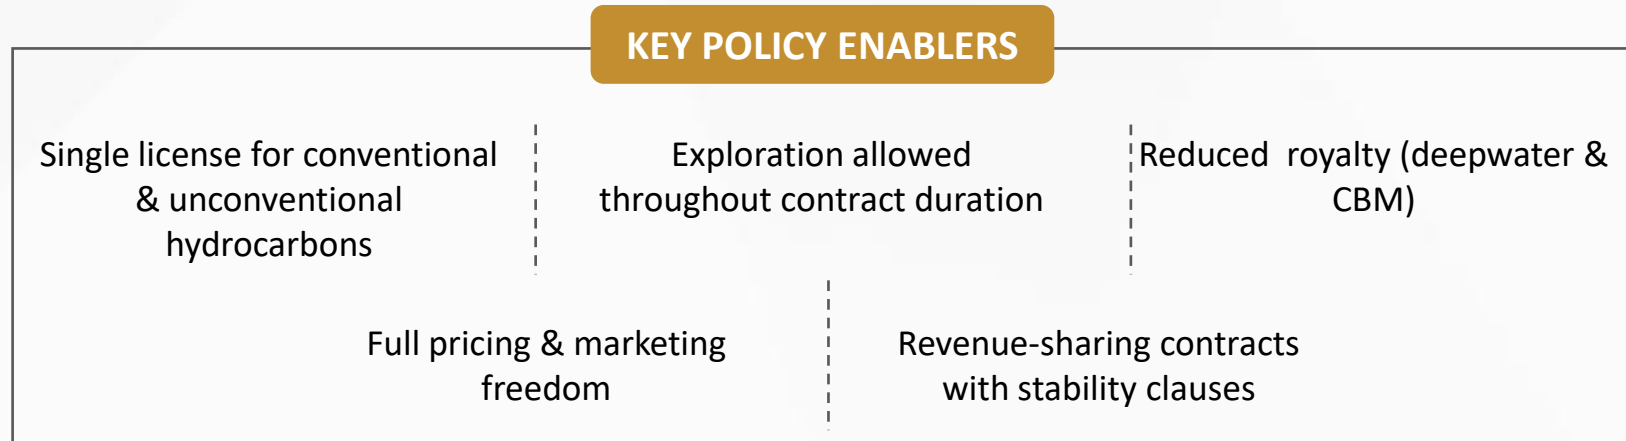 KEY POLICY ENABLERS
Single license for conventional
& unconventional
hydrocarbons
Exploration allowed
throughout contract duration
Reduced royalty (deepwater &
CBM)
Full pricing & marketing
freedom
Revenue-sharing contracts
with stability clauses